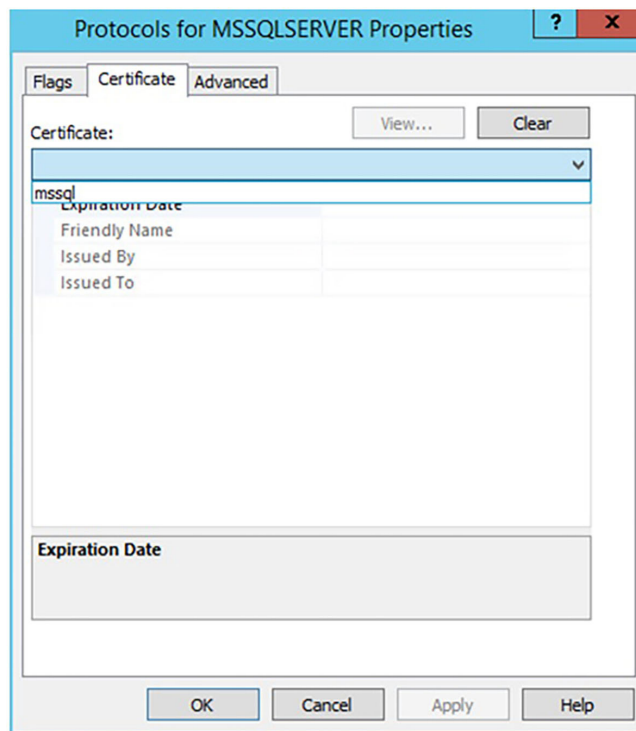 Protocols for MSSQLSERVER Properties ? x
Flags Certificate Advanced
View... Clear
Certificate:
mssql
Expiration Date
Friendly Name
Issued By
Issued To
Expiration Date
OK Cancel Apply Help